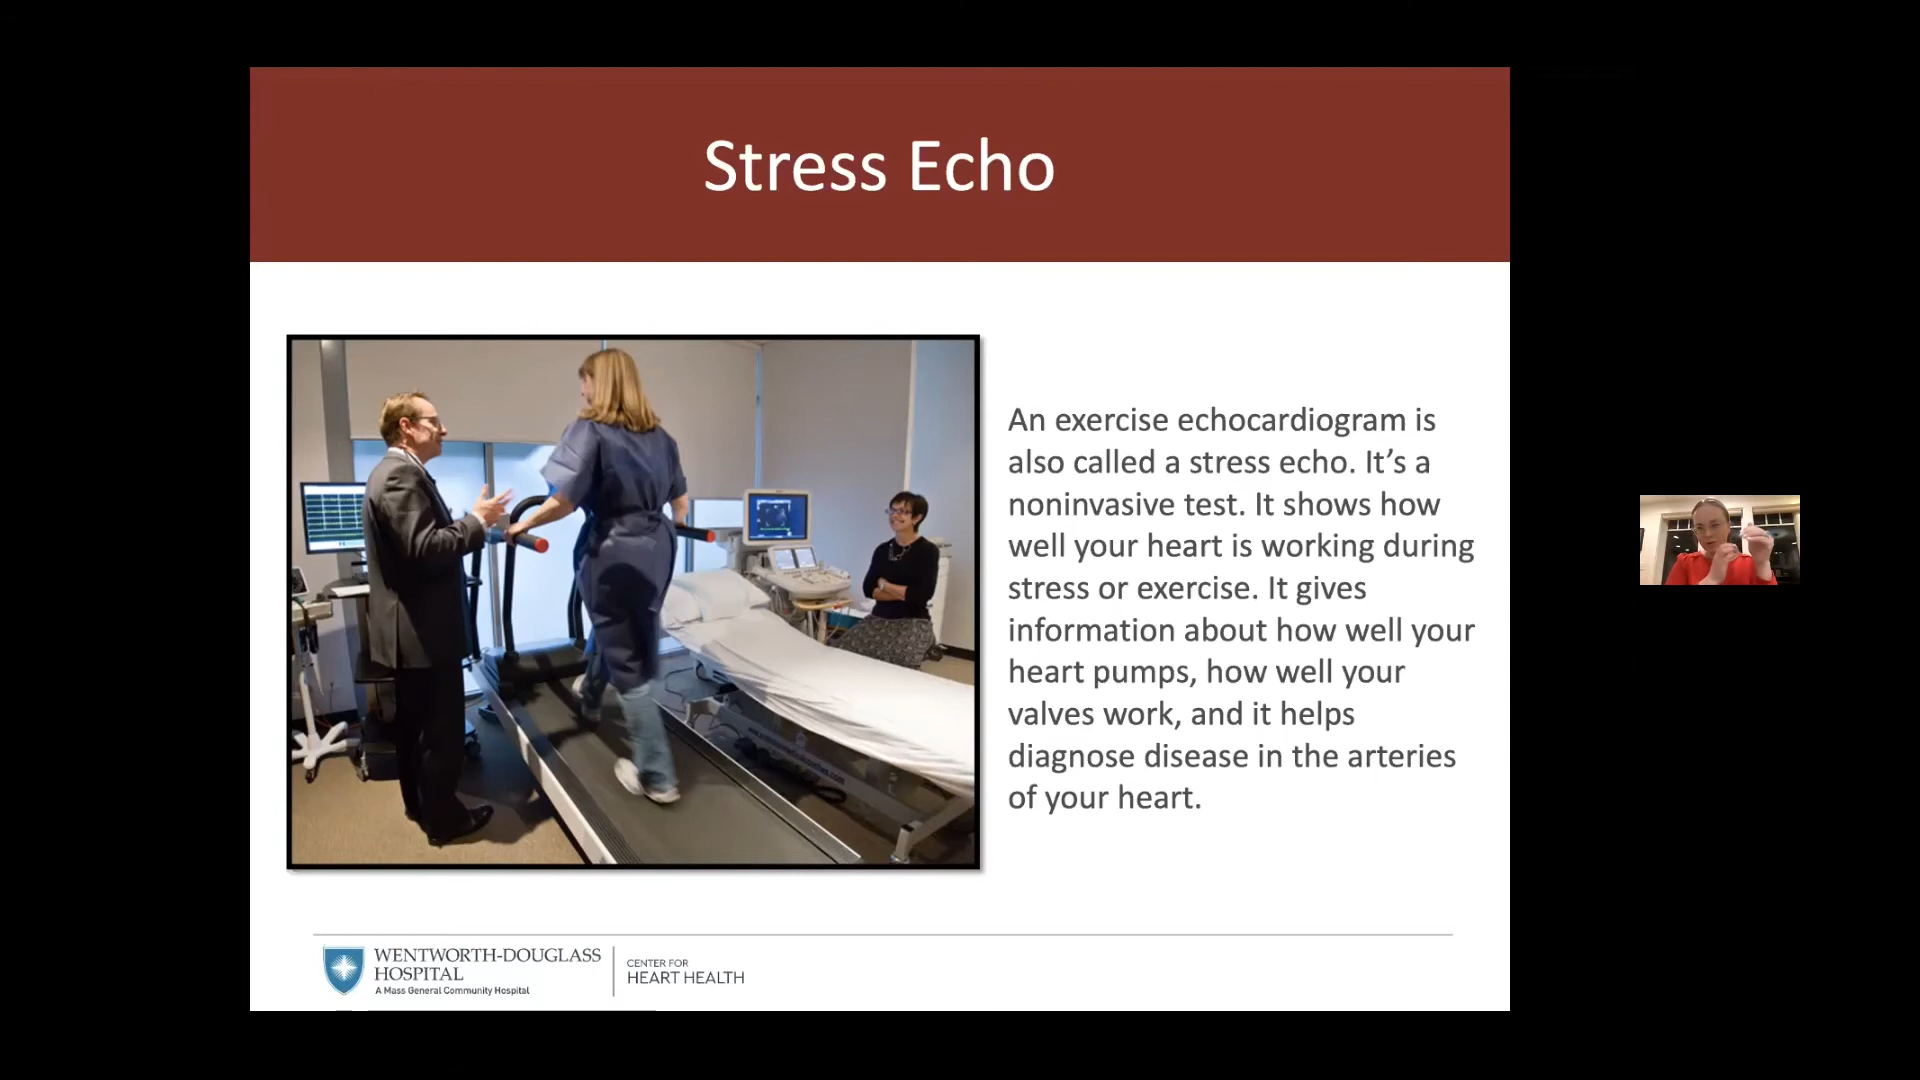 Stress Echo
An exercise echocardiogram is
also called a stress echo. It’s a
noninvasive test. It shows how
well your heart is working during
stress or exercise. It gives
information about how well your
heart pumps, how well your
valves work, and it helps
diagnose disease in the arteries
of your heart.
WENTWORTH-DOUGLASS
HOSPITAL
A Mass General Community Hospital
CENTER FOR
HEART HEALTH